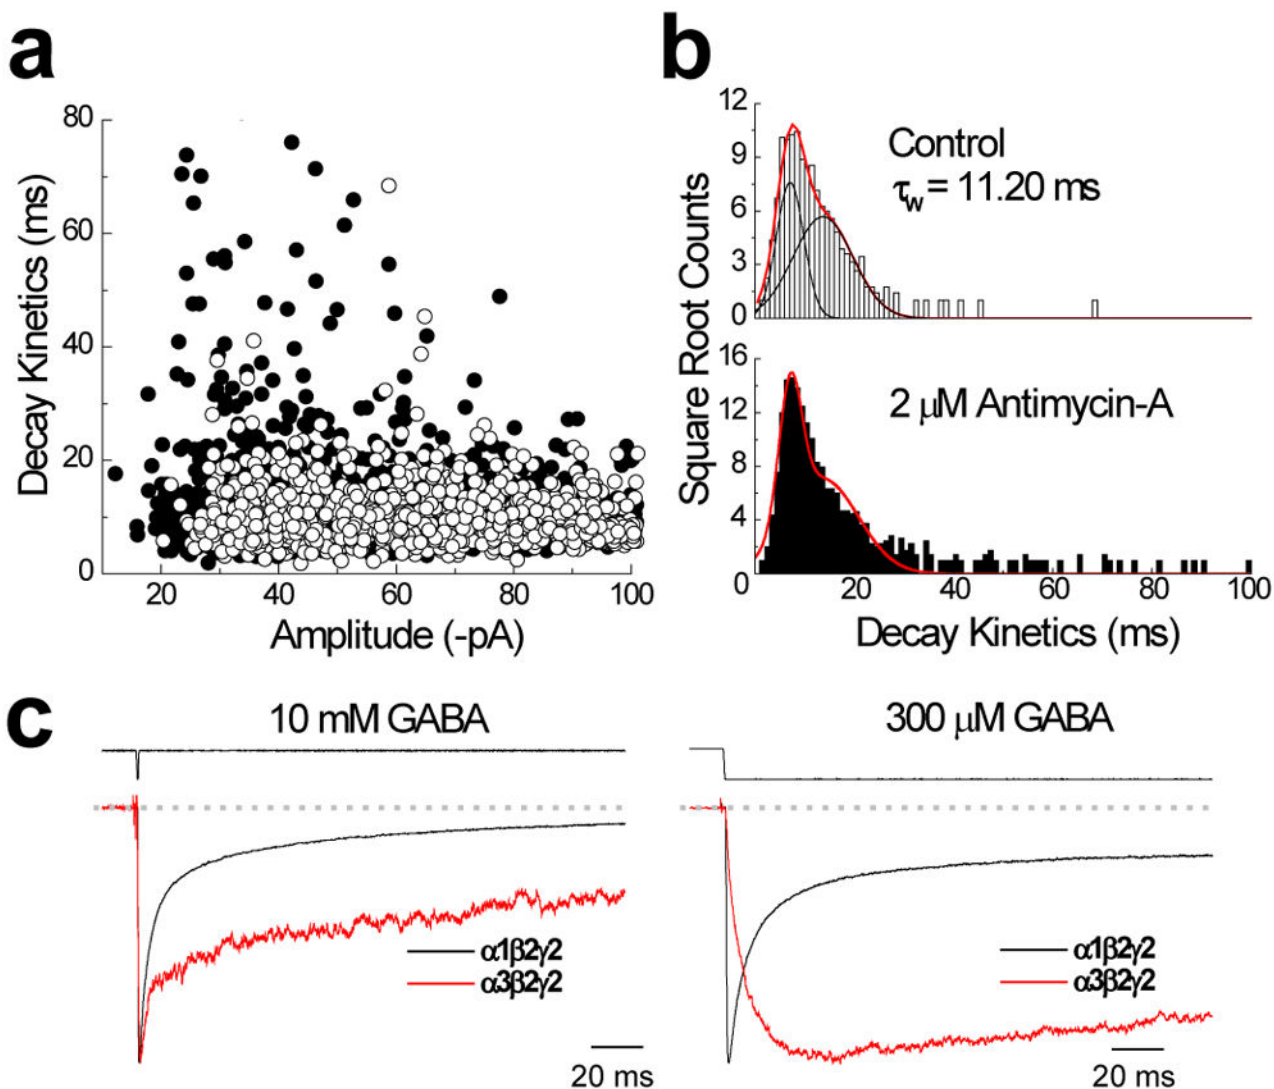 a
80
60
40
20
0
20 40 60 80 100
Decay Kinetics (ms)
Amplitude (-pA)
b
12
9
6
3
0
Control
τw = 11.20 ms
Square Root Counts
16
12
8
4
0
2 μM Antimycin-A
20 40 60 80 100
Decay Kinetics (ms)
c
10 mM GABA
α1β2γ2
α3β2γ2
20 ms
300 μM GABA
α1β2γ2
α3β2γ2
20 ms